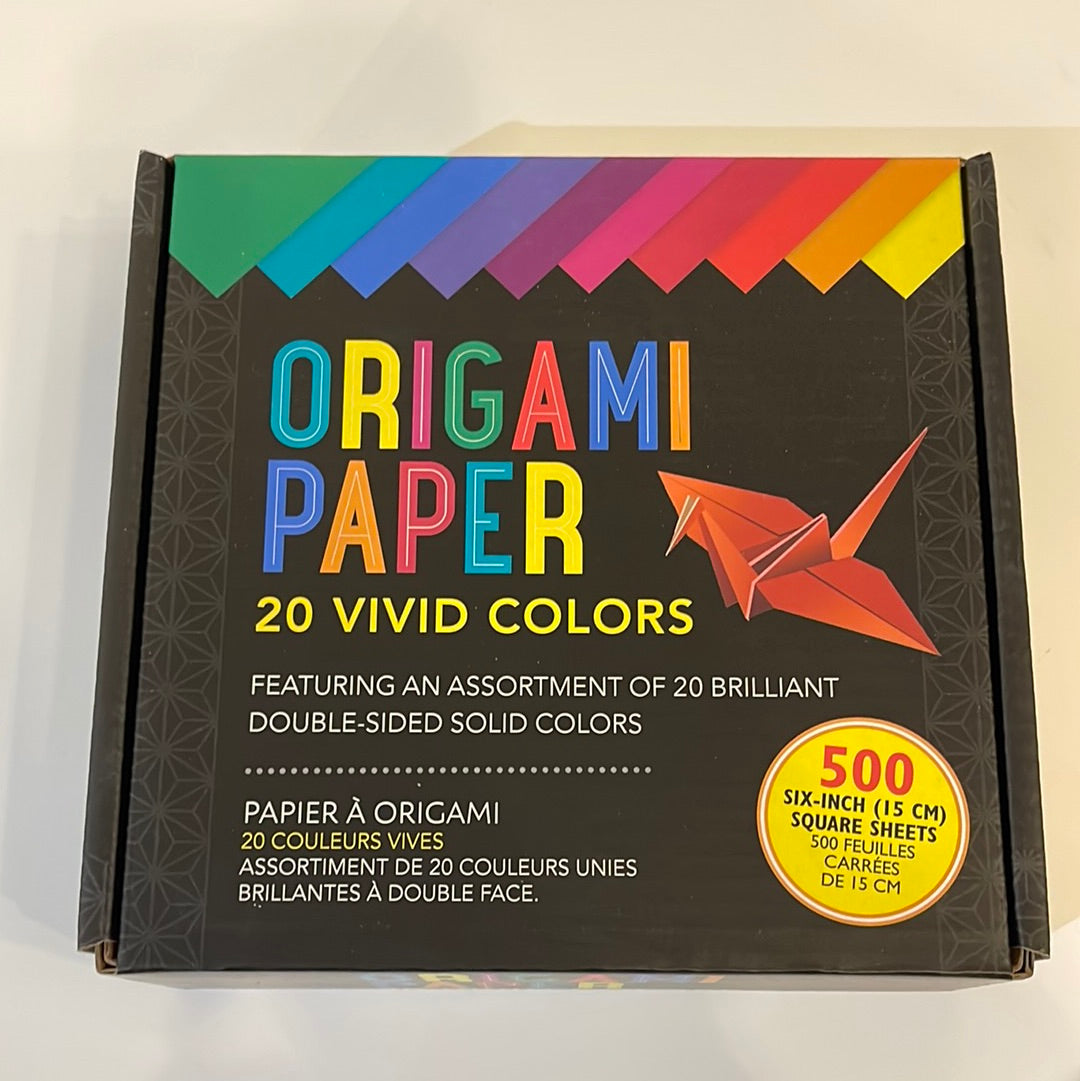 ORIGAMI
PAPER
20 VIVID COLORS
FEATURING AN ASSORTMENT OF 20 BRILLIANT
DOUBLE-SIDED SOLID COLORS
PAPIER À ORIGAMI
20 COULEURS VIVES
ASSORTIMENT DE 20 COULEURS UNIES
BRILLANTES À DOUBLE FACE.
500
SIX-INCH (15 CM)
SQUARE SHEETS
500 FEUILLES
CARRÉES
DE 15 CM